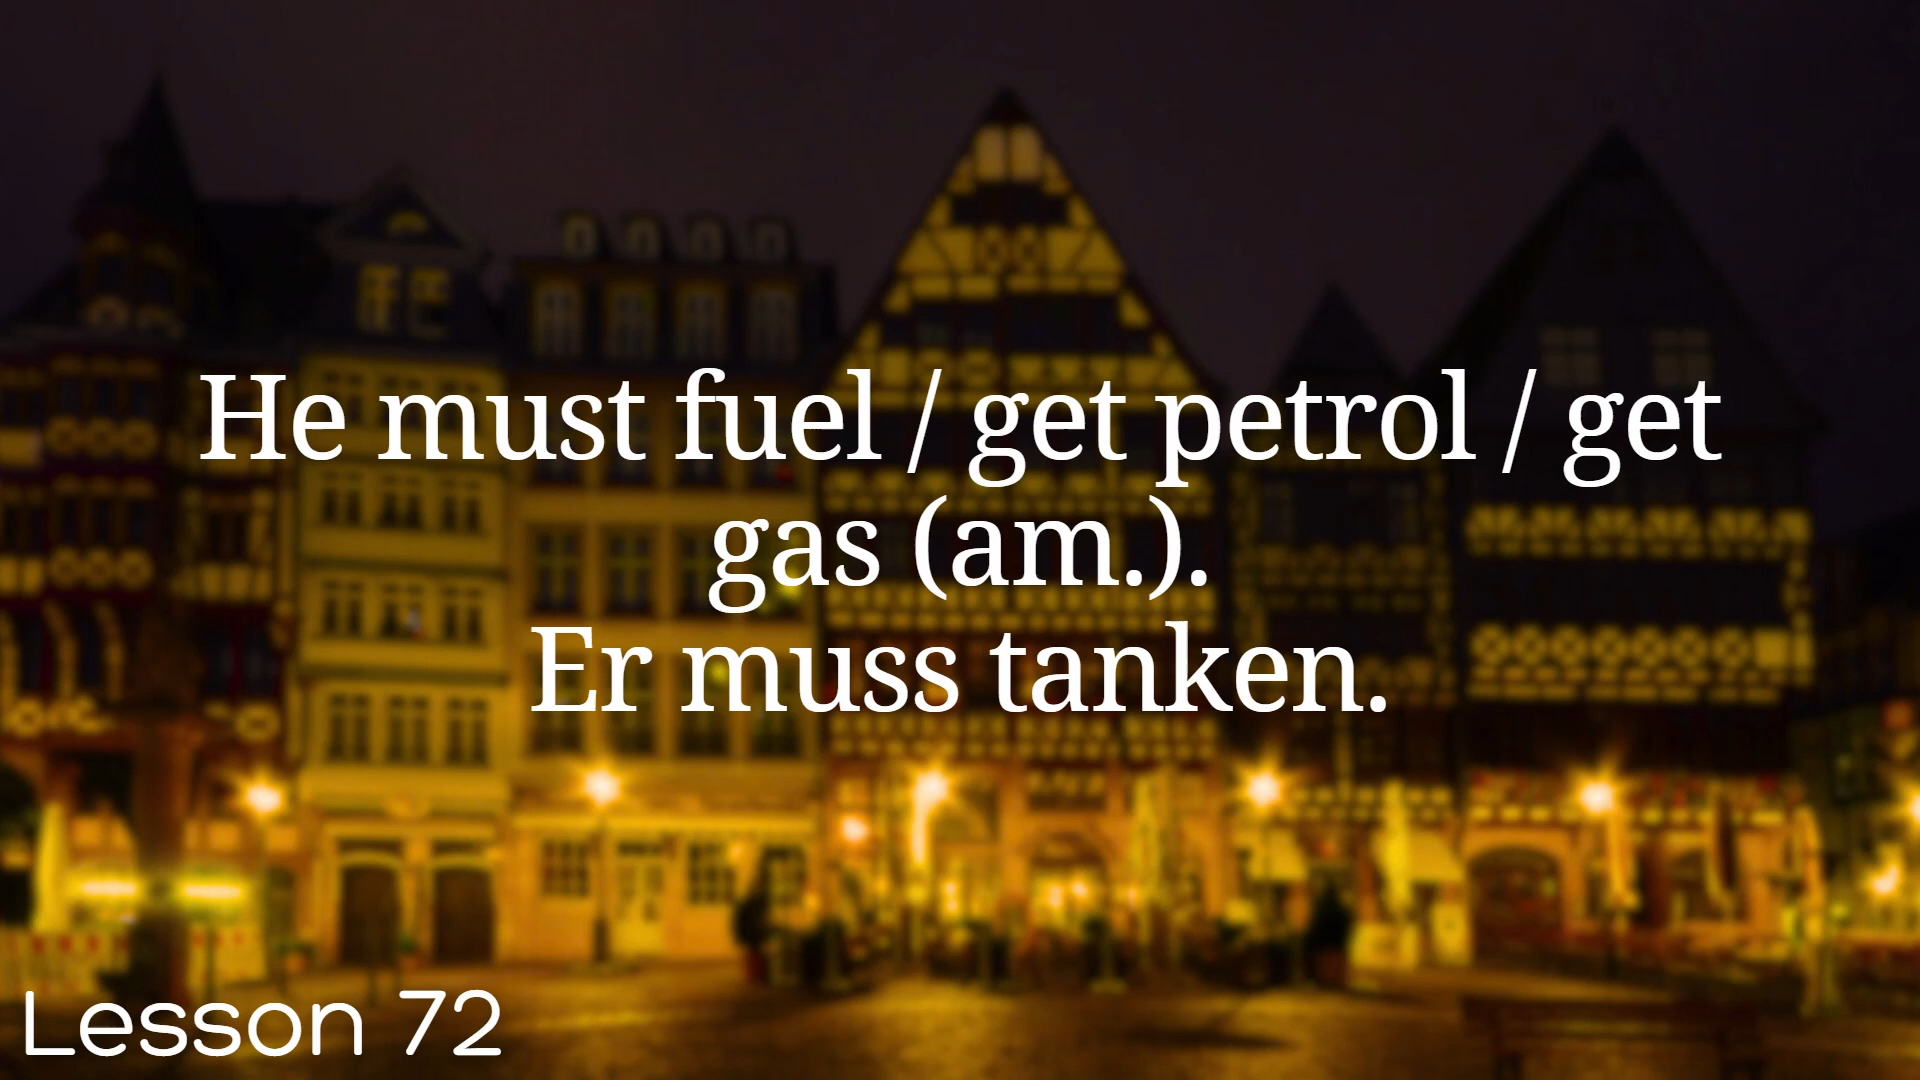 He must fuel / get petrol / get
gas (am.).
Er muss tanken.
Lesson 72